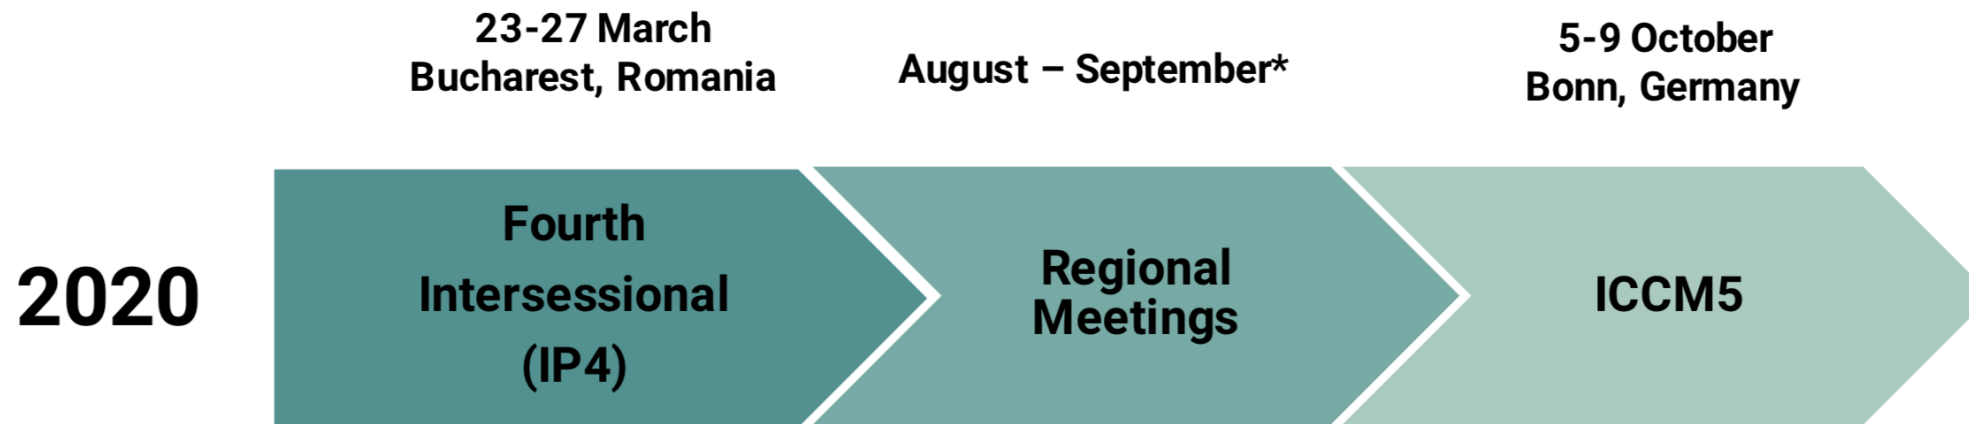 23-27 March
Bucharest, Romania
August – September*
5-9 October
Bonn, Germany
2020
Fourth
Intersessional
(IP4)
Regional
Meetings
ICCM5